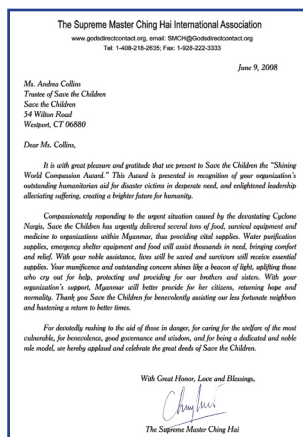 The Supreme Master Ching Hai International Association
www.godsdirectcontact.org, email: SMCH@Godsdirectcontact.org
Tel: 1-408-218-2635; Fax: 1-928-222-3333
June 9, 2008
Ms. Andrea Collins
Trustee of Save the Children
Save the Children
54 Wilton Road
Westport, CT 06880
Dear Ms. Collins,
It is with great pleasure and gratitude that we present to Save the Children the “Shining
World Compassion Award.” This Award is presented in recognition of your organization's
outstanding humanitarian aid for disaster victims in desperate need, and enlightened leadership
alleviating suffering, creating a brighter future for humanity.
Compassionately responding to the urgent situation caused by the devastating Cyclone
Nargis, Save the Children has urgently delivered several tons of food, survival equipment and
medicine to organizations within Myanmar, thus providing vital supplies. Water purification
supplies, emergency shelter equipment and food will assist thousands in need, bringing comfort
and relief. With your noble assistance, lives will be saved and survivors will receive essential
supplies. Your munificence and outstanding concern shines like a beacon of light, uplifting those
who cry out for help, protecting and providing for our brothers and sisters. With your
organization's support, Myanmar will better provide for her citizens, returning hope and
normality. Thank you Save the Children for benevolently assisting our less fortunate neighbors
and hastening a return to better times.
For devotedly rushing to the aid of those in danger, for caring for the welfare of the most
vulnerable, for benevolence, good governance and wisdom, and for being a dedicated and noble
role model, we hereby applaud and celebrate the great deeds of Save the Children.
With Great Honor, Love and Blessings,
The Supreme Master Ching Hai